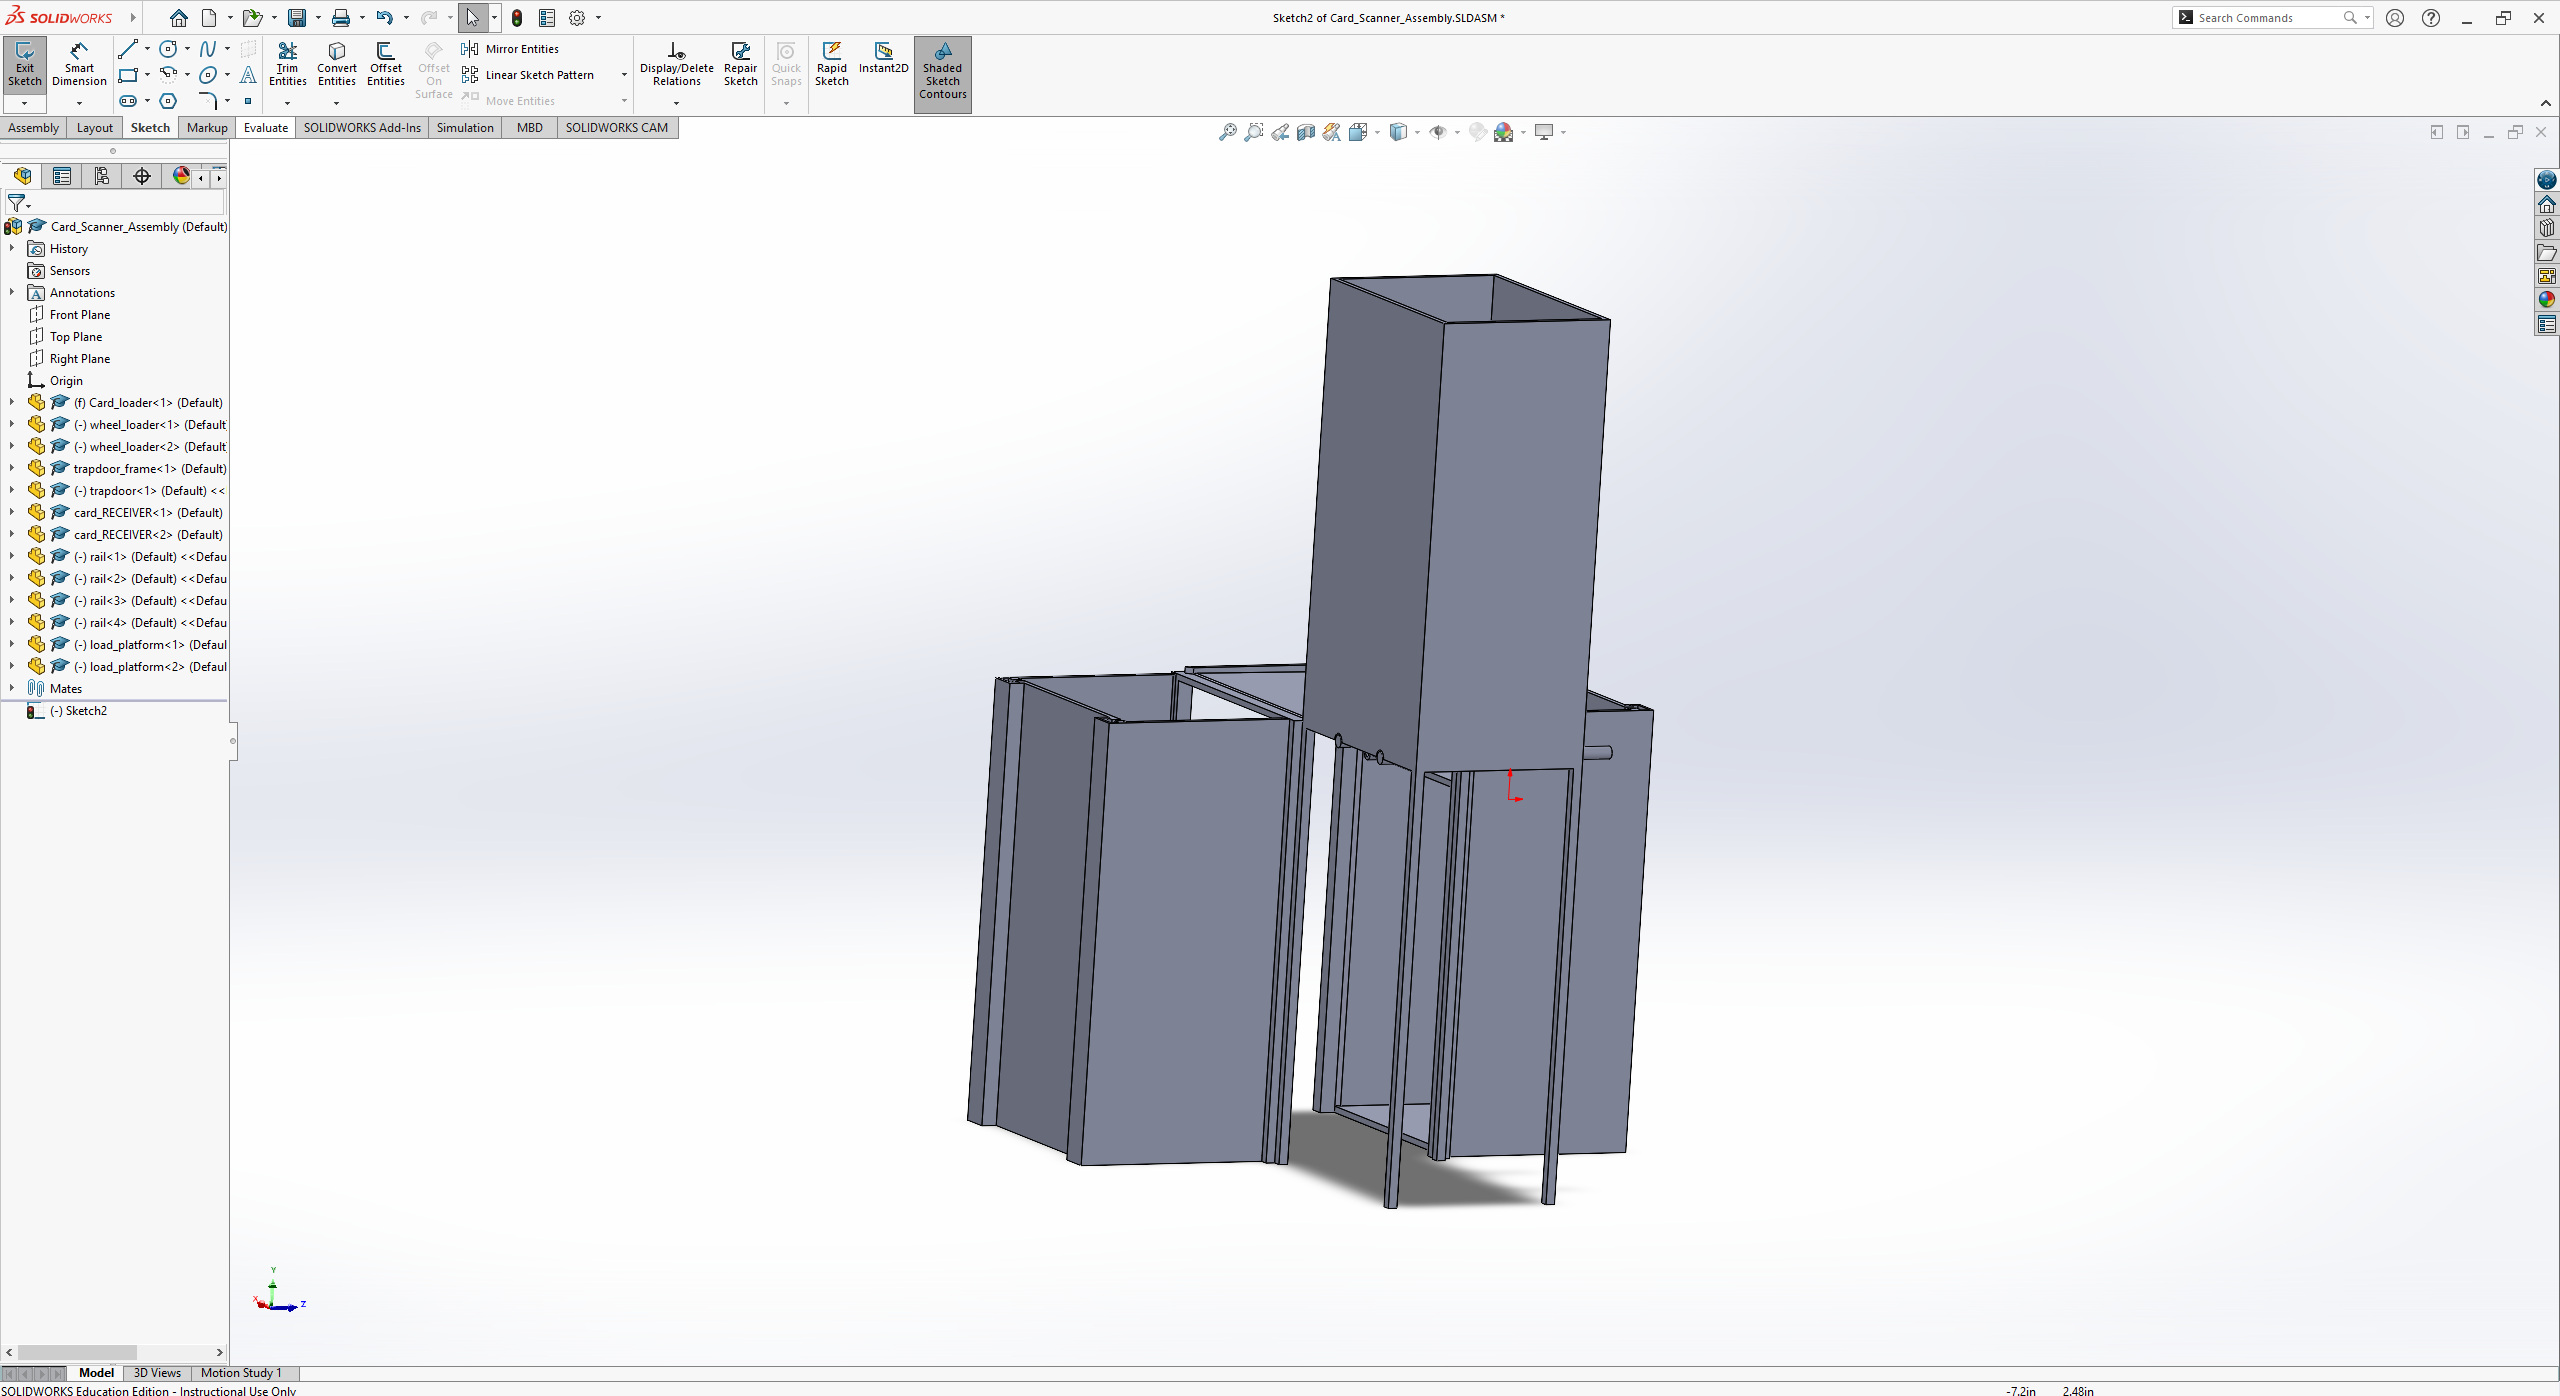 SOLIDWORKS
Sketch2 of Card_Scanner_Assembly.SLDASM *
Search Commands
Exit Sketch
Smart Dimension
Trim Entities
Convert Entities
Offset Entities
Offset On Surface
Mirror Entities
Linear Sketch Pattern
Move Entities
Display/Delete Relations
Repair Sketch
Quick Snaps
Rapid Sketch
Instant2D
Shaded Sketch Contours
Assembly
Layout
Sketch
Markup
Evaluate
SOLIDWORKS Add-Ins
Simulation
MBD
SOLIDWORKS CAM
Card_Scanner_Assembly (Default)
History
Sensors
Annotations
Front Plane
Top Plane
Right Plane
Origin
(f) Card_loader<1> (Default)
(-) wheel_loader<1> (Default
(-) wheel_loader<2> (Default
trapdoor_frame<1> (Default)
(-) trapdoor<1> (Default) <<
card_RECEIVER<1> (Default)
card_RECEIVER<2> (Default)
(-) rail<1> (Default) <<Defau
(-) rail<2> (Default) <<Defau
(-) rail<3> (Default) <<Defau
(-) rail<4> (Default) <<Defau
(-) load_platform<1> (Defaul
(-) load_platform<2> (Defaul
Mates
(-) Sketch2
Y
X
Z
Model
3D Views
Motion Study 1
SOLIDWORKS Education Edition - Instructional Use Only
-7.2in
2.48in